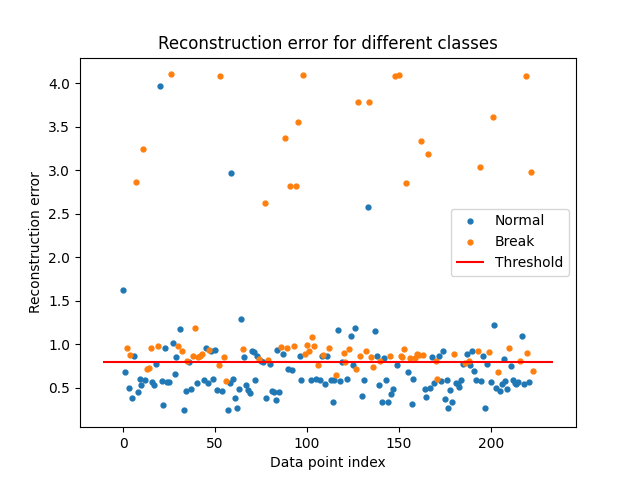 Reconstruction error for different classes
4.0
3.5
3.0
2.5
2.0
1.5
1.0
0.5
Reconstruction error
Normal
Break
Threshold
0
50
100
150
200
Data point index